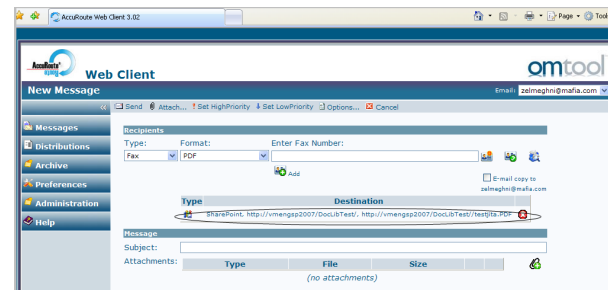 AccuRoute Web Client 3.02
Page
Tools
AccuRoute
Web Client
omtool
New Message
Email: zelmeghni@mafia.com
Send Attach... ! Set HighPriority Set LowPriority Options... Cancel
Messages
Distributions
Archive
Preferences
Administration
Help
Recipients
Type: Format: Enter Fax Number:
Fax PDF
Add
E-mail copy to
zelmeghni@mafia.com
Type Destination
SharePoint, http://vmengsp2007/DocLibTest/, http://vmengsp2007/DocLibTest//testjita.PDF
Message
Subject:
Attachments: Type File Size
(no attachments)